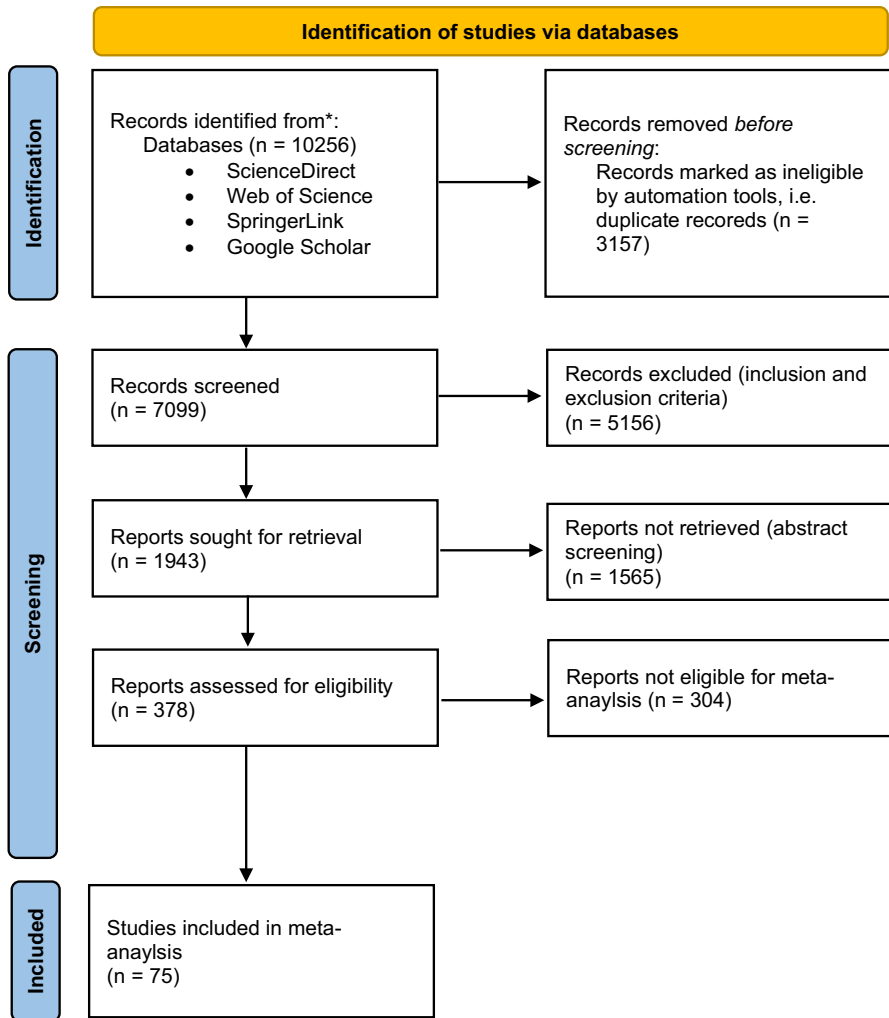 Identification of studies via databases
Identification
Records identified from*:
Databases (n = 10256)
• ScienceDirect
• Web of Science
• SpringerLink
• Google Scholar
Records removed before
screening:
Records marked as ineligible
by automation tools, i.e.
duplicate recoreds (n =
3157)
Screening
Records screened
(n = 7099)
Records excluded (inclusion and
exclusion criteria)
(n = 5156)
Reports sought for retrieval
(n = 1943)
Reports not retrieved (abstract
screening)
(n = 1565)
Reports assessed for eligibility
(n = 378)
Reports not eligible for meta-
anaylsis (n = 304)
Included
Studies included in meta-
anaylsis
(n = 75)